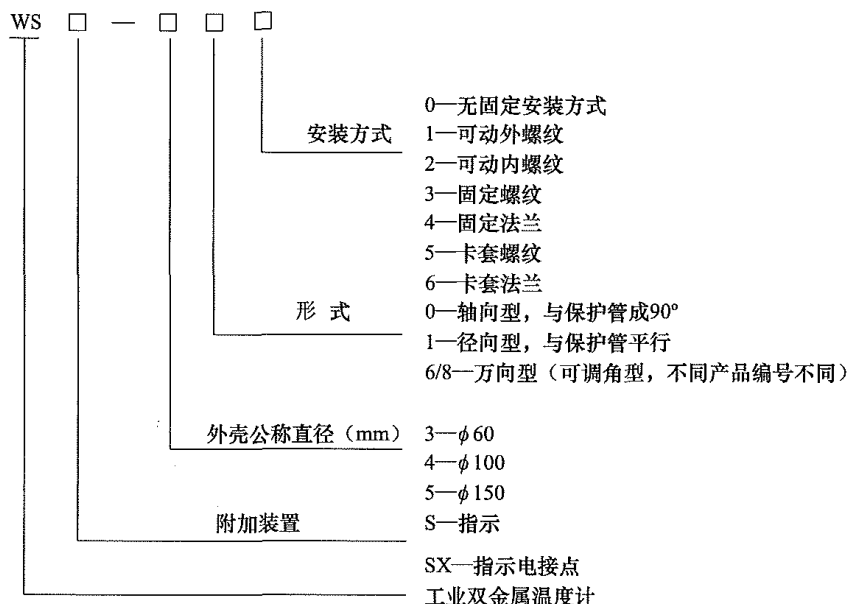 WS □ — □ □ □
0—无固定安装方式
安装方式 1—可动外螺纹
2—可动内螺纹
3—固定螺纹
4—固定法兰
5—卡套螺纹
6—卡套法兰
形 式 0—轴向型，与保护管成90°
1—径向型，与保护管平行
6/8—万向型（可调角型，不同产品编号不同）
外壳公称直径（mm） 3—ϕ60
4—ϕ100
5—ϕ150
附加装置 S—指示
SX—指示电接点
工业双金属温度计